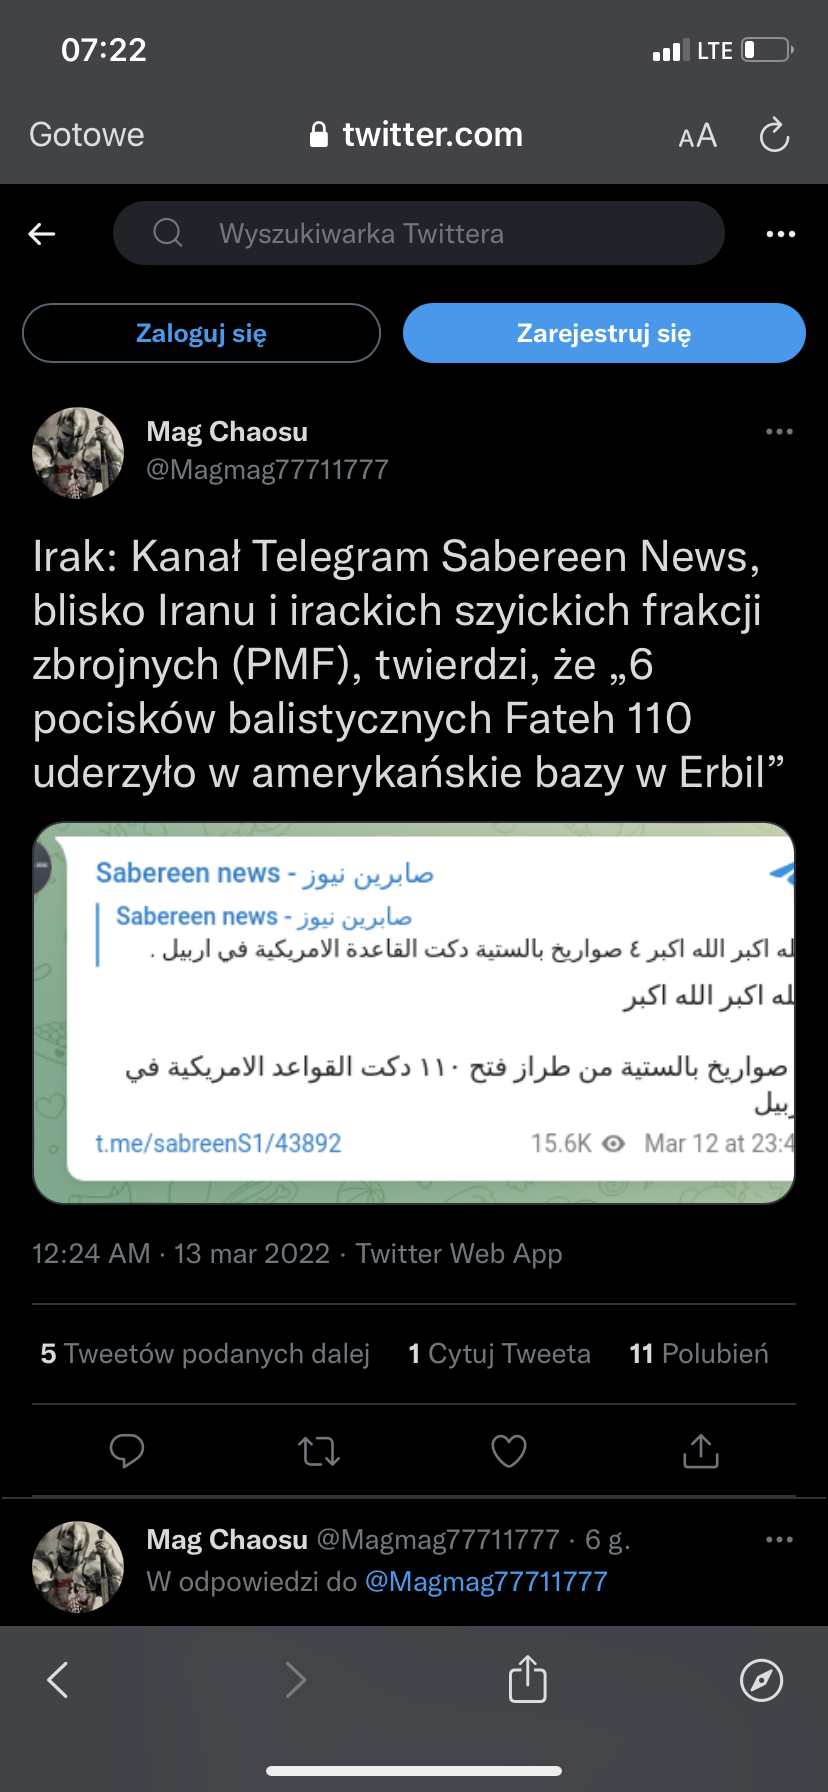 07:22
LTE
Gotowe
twitter.com
AA
Wyszukiwarka Twittera
Zaloguj się
Zarejestruj się
Mag Chaosu
@Magmag77711777
Irak: Kanał Telegram Sabereen News,
blisko Iranu i irackich szyickich frakcji
zbrojnych (PMF), twierdzi, że „6
pocisków balistycznych Fateh 110
uderzyło w amerykańskie bazy w Erbil”
Sabereen news - صابرين نيوز
Sabereen news - صابرين نيوز
اكبر الله اكبر ٤ صواريخ بالستية دكت القاعدة الامريكية في اربيل .
اكبر الله اكبر
صواريخ بالستية من طراز فتح ١١٠ دكت القواعد الامريكية في
t.me/sabreenS1/43892
15.6K Mar 12 at 23:4
12:24 AM · 13 mar 2022 · Twitter Web App
5 Tweetów podanych dalej 1 Cytuj Tweeta 11 Polubień
Mag Chaosu @Magmag77711777 · 6 g.
W odpowiedzi do @Magmag77711777